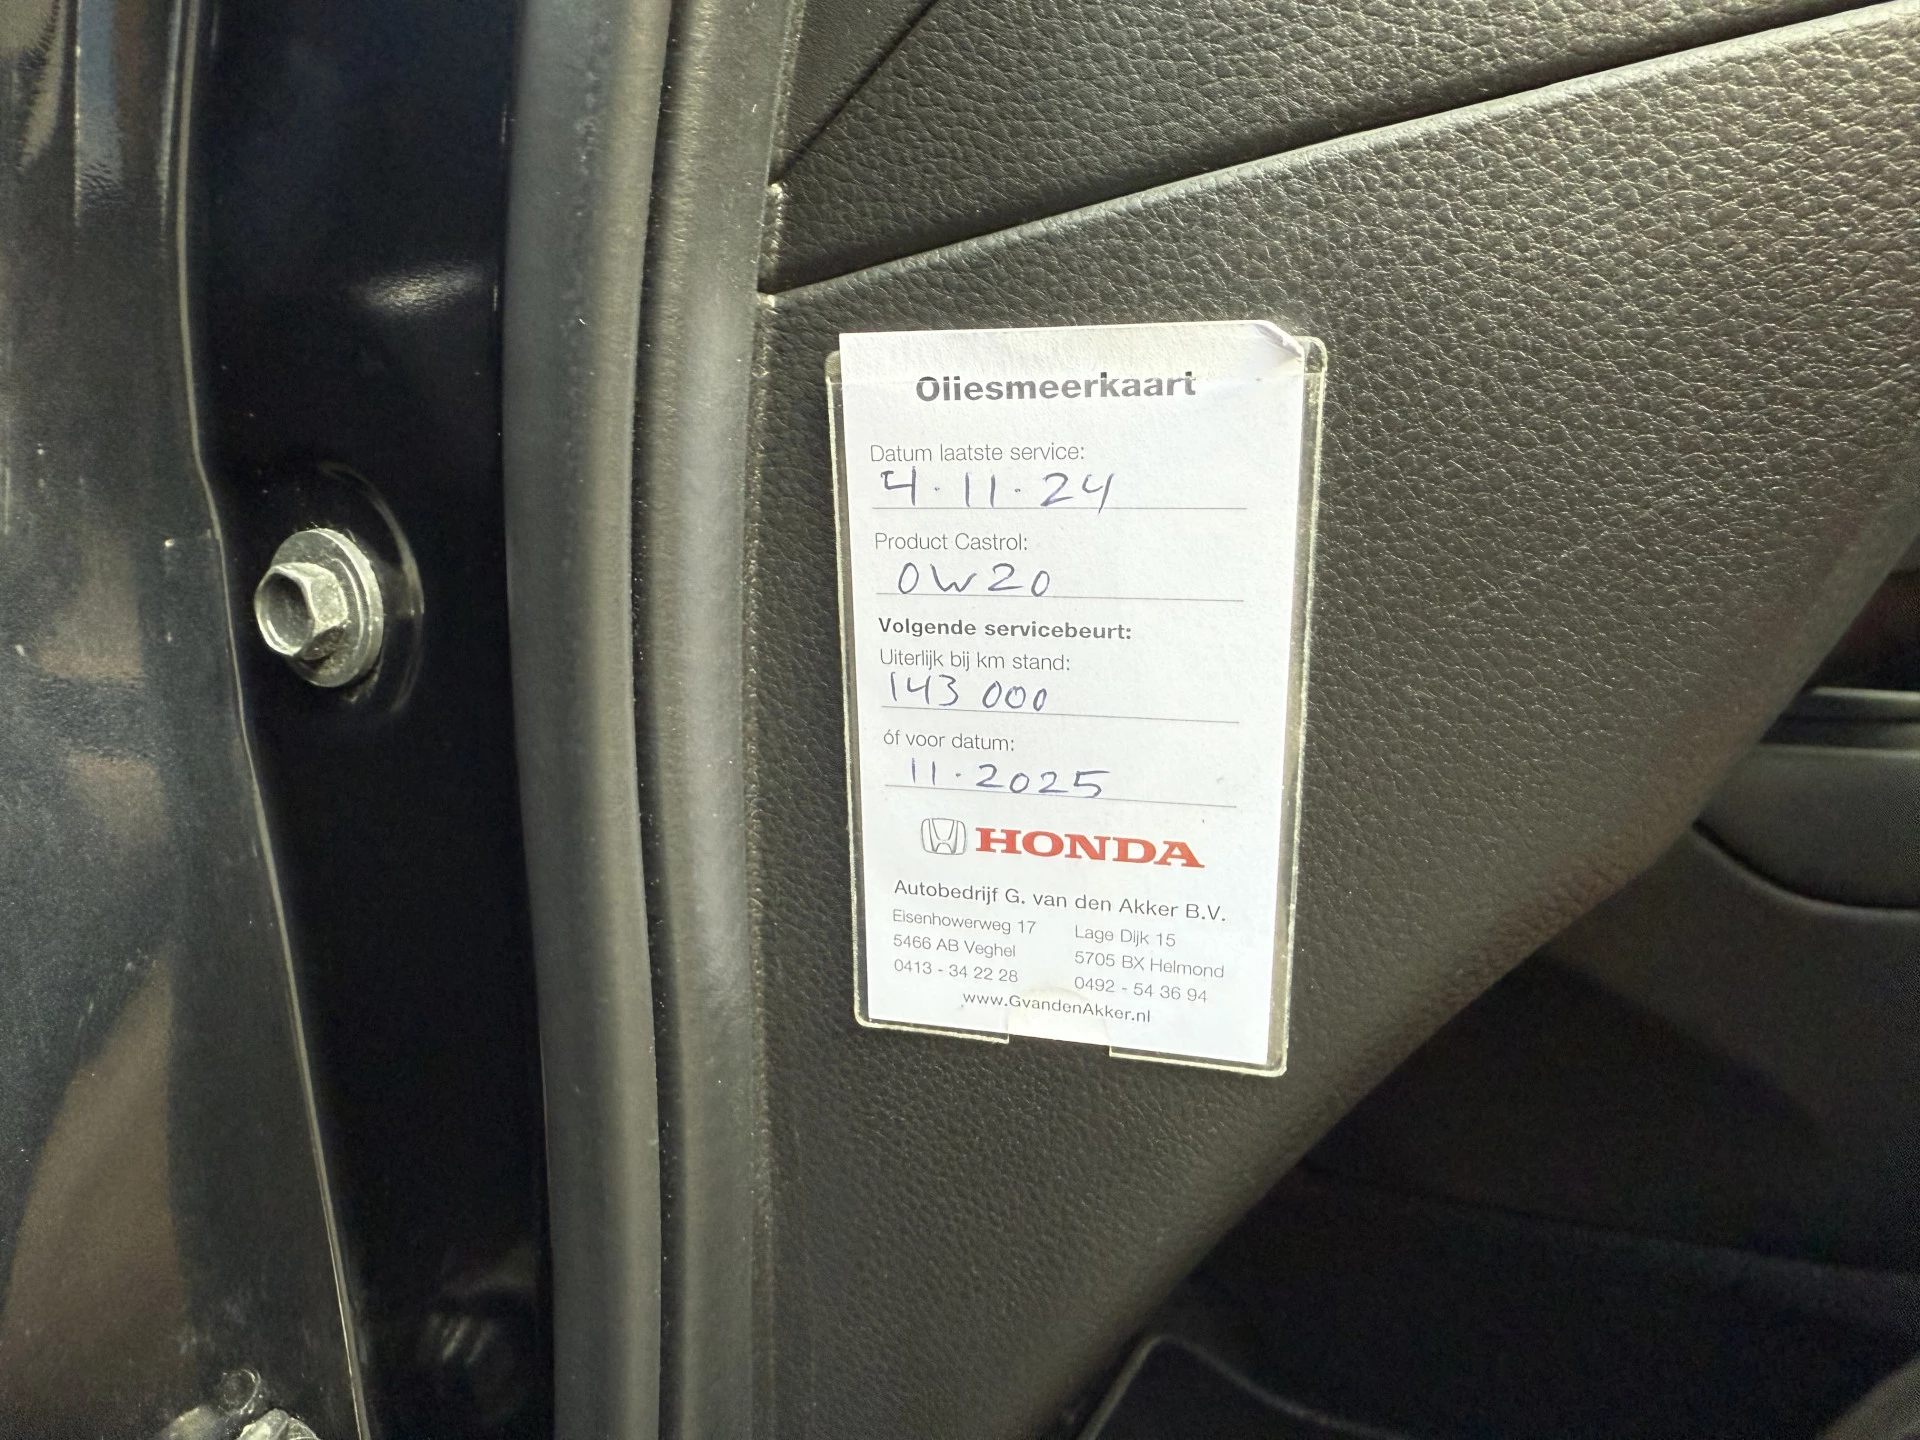 Oliesmeerkaart
Datum laatste service:
4.11.24
Product Castrol:
0W20
Volgende servicebeurt:
Uiterlijk bij km stand:
143 000
óf voor datum:
11.2025
HONDA
Autobedrijf G. van den Akker B.V.
Eisenhowerweg 17
5466 AB Veghel
0413 - 34 22 28
Lage Dijk 15
5705 BX Helmond
0492 - 54 36 94
www.GvandenAkker.nl